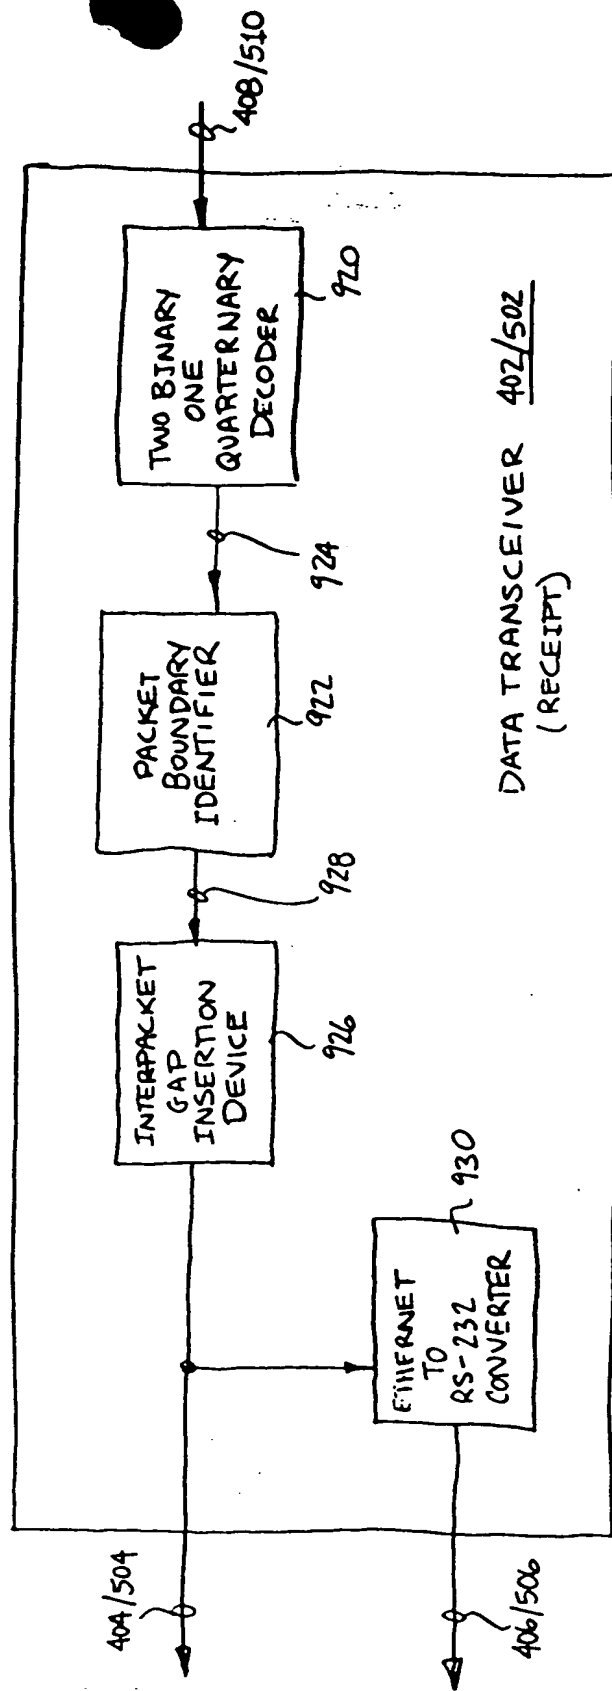 408/510
TWO BINARY
ONE
QUARTERNARY
DECODER
920
924
PACKET
BOUNDARY
IDENTIFIER
922
928
INTERPACKET
GAP
INSERTION
DEVICE
926
ETHERNET
TO
RS-232
CONVERTER
930
404/504
406/506
DATA TRANSCEIVER 402/502
(RECEIPT)